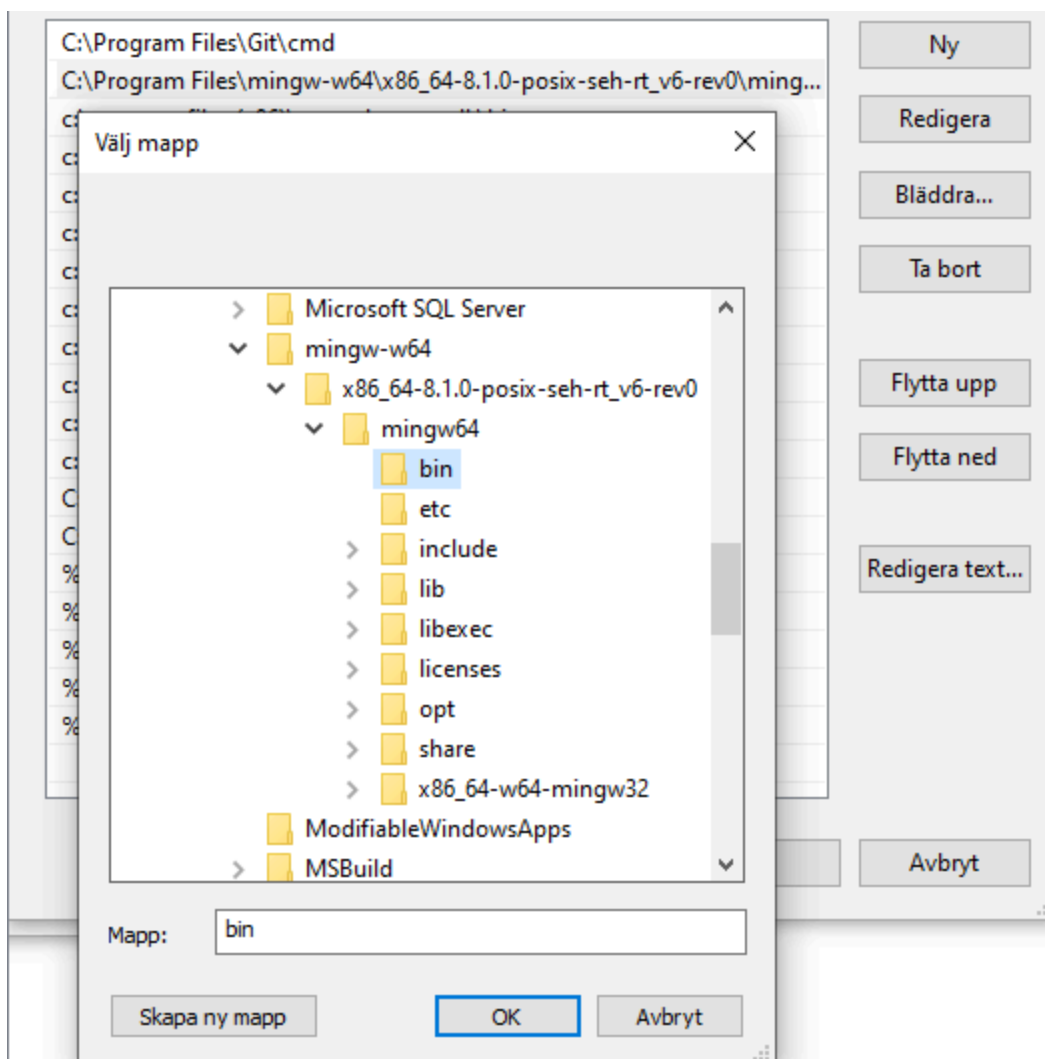 C:\Program Files\Git\cmd
Ny
C:\Program Files\mingw-w64\x86_64-8.1.0-posix-seh-rt_v6-rev0\ming...
Redigera
Välj mapp
Bläddra...
Ta bort
Microsoft SQL Server
mingw-w64
x86_64-8.1.0-posix-seh-rt_v6-rev0
Flytta upp
mingw64
bin
Flytta ned
etc
include
Redigera text...
lib
libexec
licenses
opt
share
x86_64-w64-mingw32
ModifiableWindowsApps
MSBuild
Avbryt
Mapp:
bin
Skapa ny mapp
OK
Avbryt